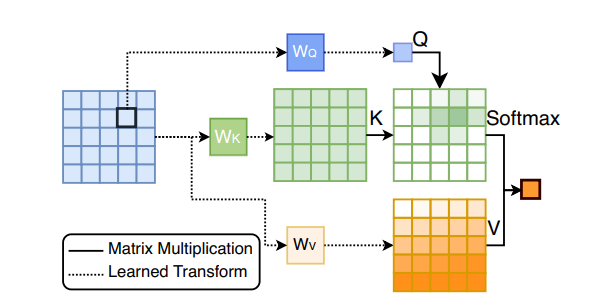 WQ
Q
WK
K
Softmax
WV
V
Matrix Multiplication
Learned Transform